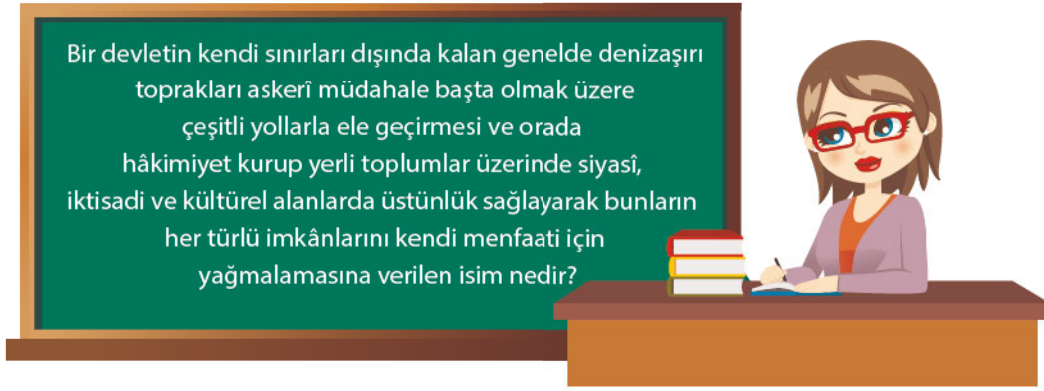 Bir devletin kendi sınırları dışında kalan genelde denizaşırı
toprakları askerî müdahale başta olmak üzere
çeşitli yollarla ele geçirmesi ve orada
hâkimiyet kurup yerli toplumlar üzerinde siyasî,
iktisadi ve kültürel alanlarda üstünlük sağlayarak bunların
her türlü imkânlarını kendi menfaati için
yağmalamasına verilen isim nedir?